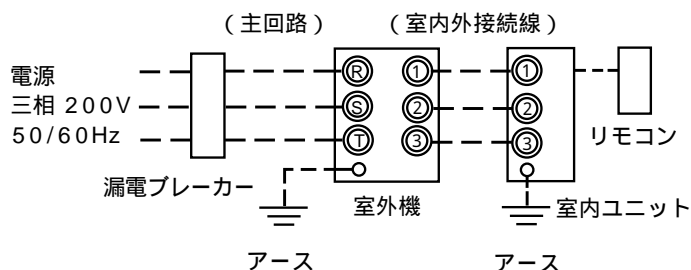 （主回路）
（室内外接続線）
電源
三相 200V
50/60Hz
R
S
T
1
2
3
1
2
3
リモコン
漏電ブレーカー
室外機
室内ユニット
アース
アース